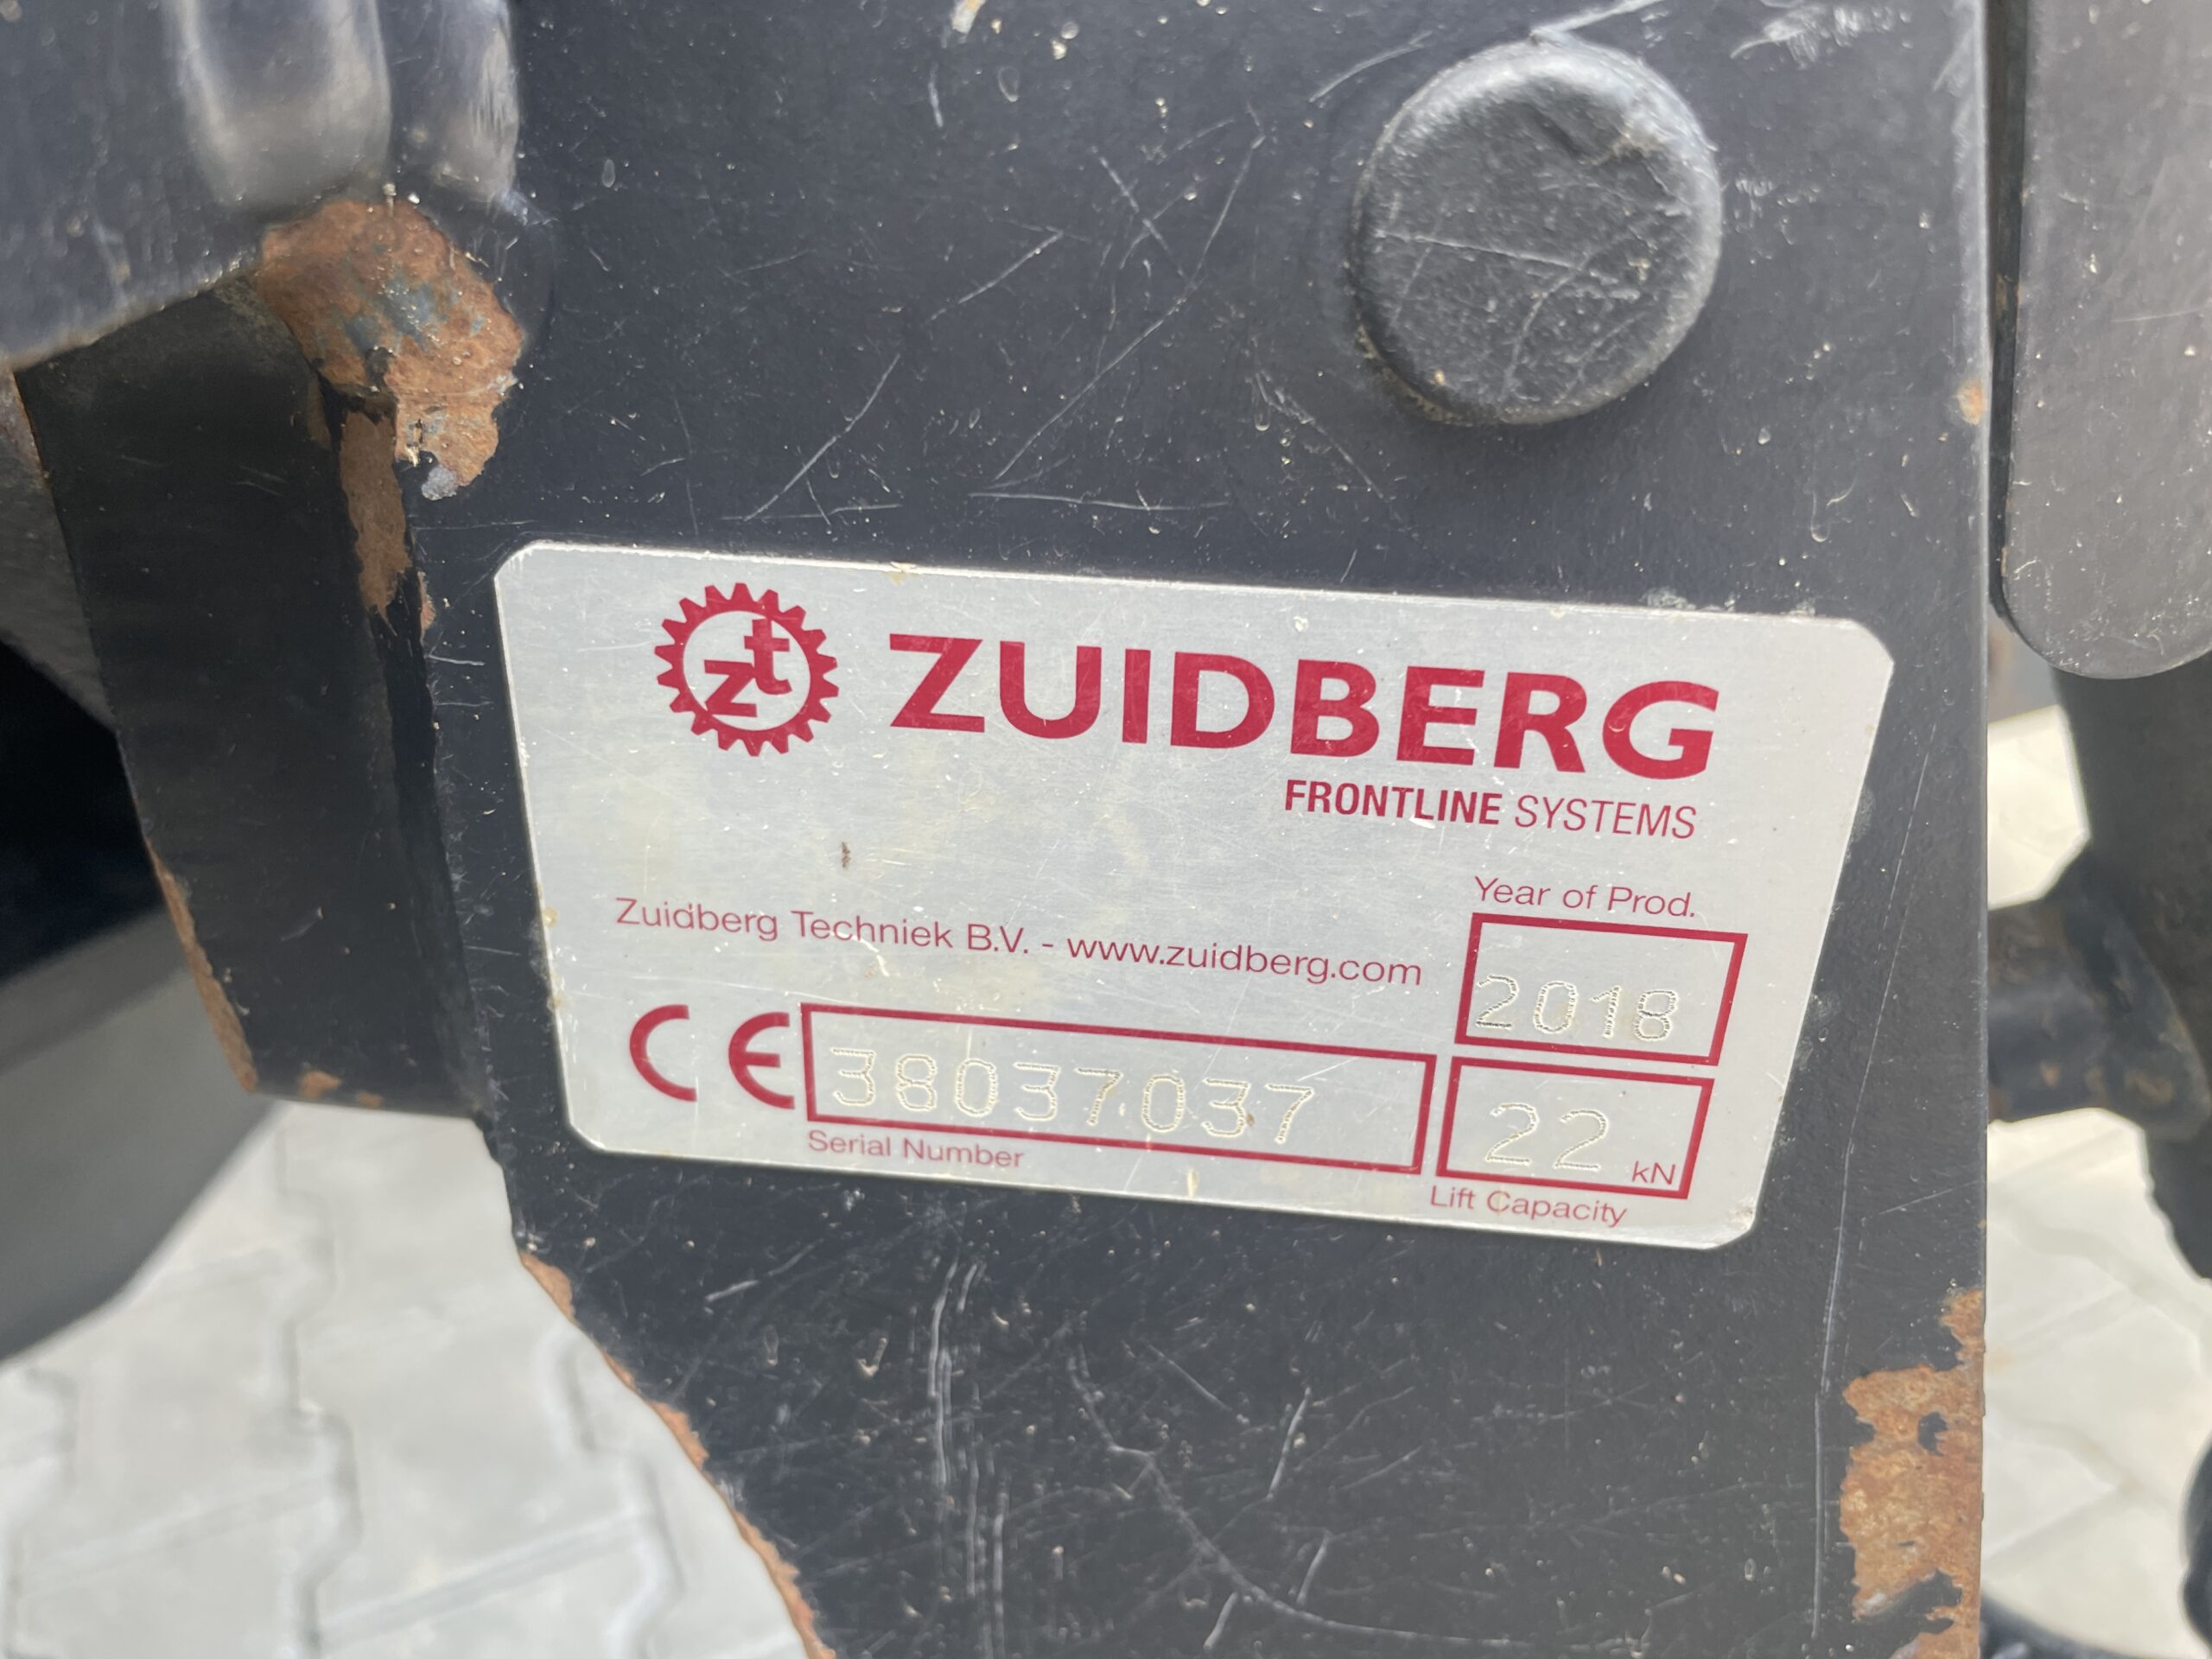 zt ZUIDBERG
FRONTLINE SYSTEMS
Year of Prod.
Zuidberg Techniek B.V. - www.zuidberg.com
2018
CE 38037037
22 kN
Serial Number
Lift Capacity